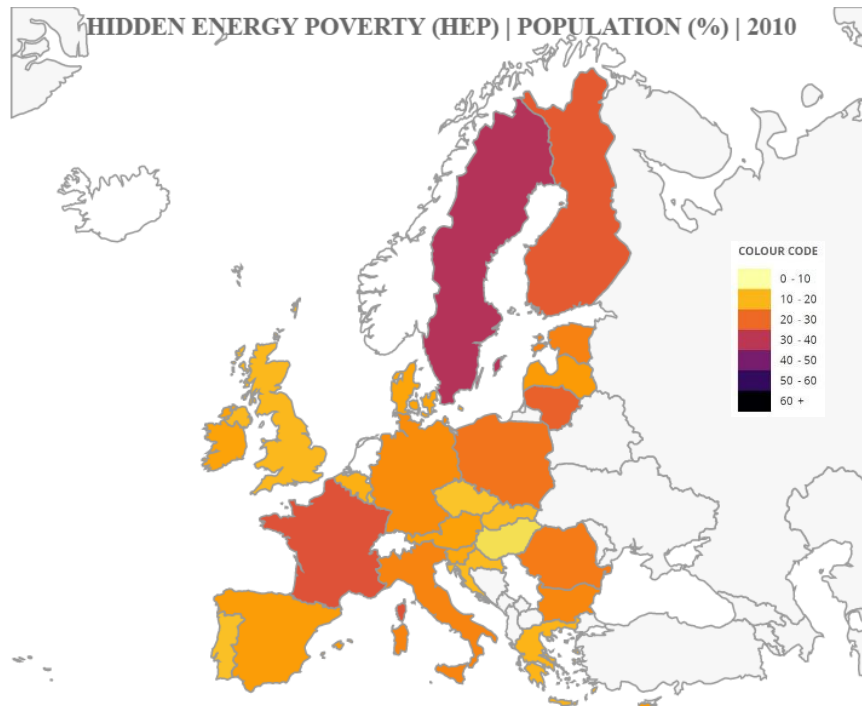 HIDDEN ENERGY POVERTY (HEP) | POPULATION (%) | 2010
COLOUR CODE
0 - 10
10 - 20
20 - 30
30 - 40
40 - 50
50 - 60
60 +